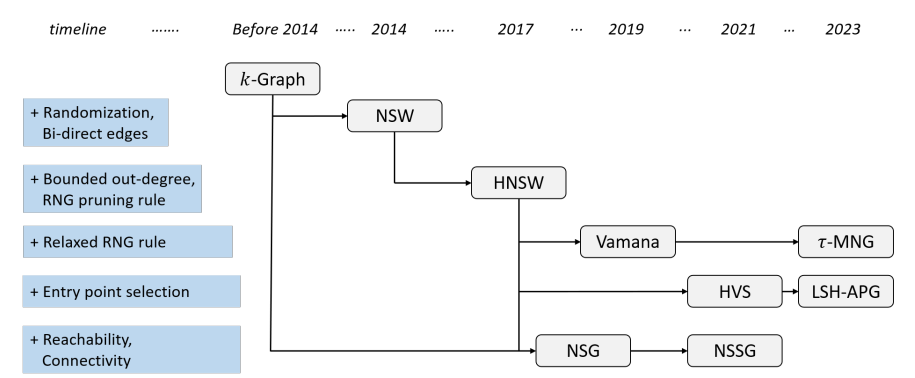 timeline ……. Before 2014 ….. 2014 ….. 2017 … 2019 … 2021 … 2023
k-Graph
+ Randomization,
Bi-direct edges
NSW
+ Bounded out-degree,
RNG pruning rule
HNSW
+ Relaxed RNG rule
Vamana
τ-MNG
+ Entry point selection
HVS
LSH-APG
+ Reachability,
Connectivity
NSG
NSSG